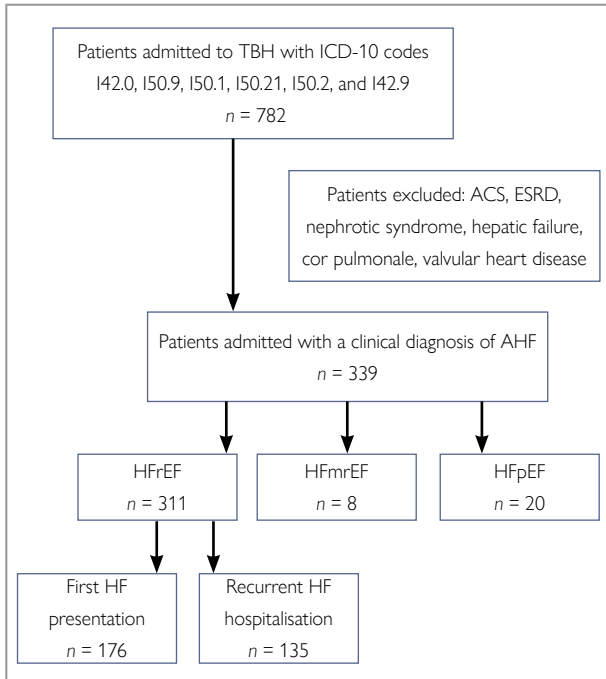 Patients admitted to TBH with ICD-10 codes
I42.0, I50.9, I50.1, I50.21, I50.2, and I42.9
n = 782
Patients excluded: ACS, ESRD,
nephrotic syndrome, hepatic failure,
cor pulmonale, valvular heart disease
Patients admitted with a clinical diagnosis of AHF
n = 339
HFrEF
n = 311
HFmrEF
n = 8
HFpEF
n = 20
First HF
presentation
n = 176
Recurrent HF
hospitalisation
n = 135